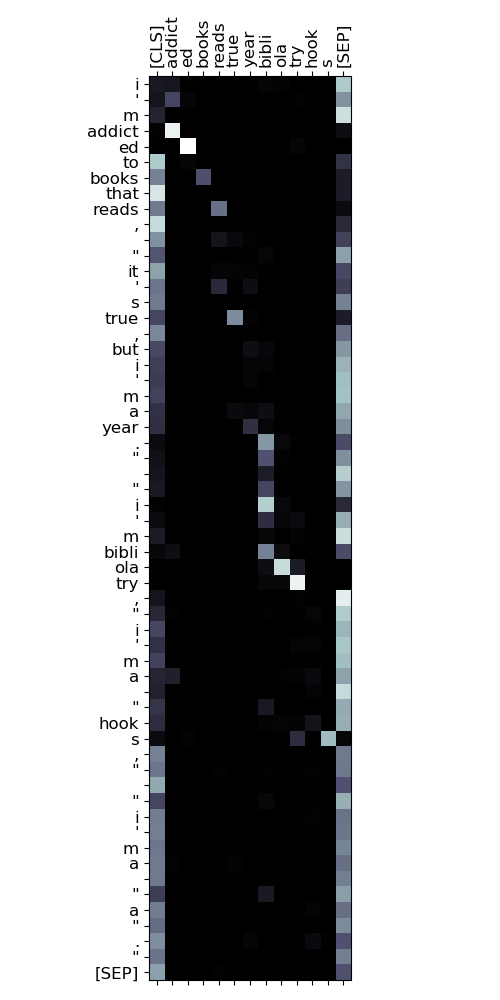 [CLS]
addict
ed
books
reads
true
year
bibli
ola
try
hook
s
[SEP]
i
'
m
addict
ed
to
books
that
reads
,
"
it
'
s
true
,
but
i
'
m
a
year
.
"
"
i
'
m
bibli
ola
try
,
"
i
'
m
a
"
hook
s
,
"
"
i
'
m
a
"
a
"
.
"
[SEP]